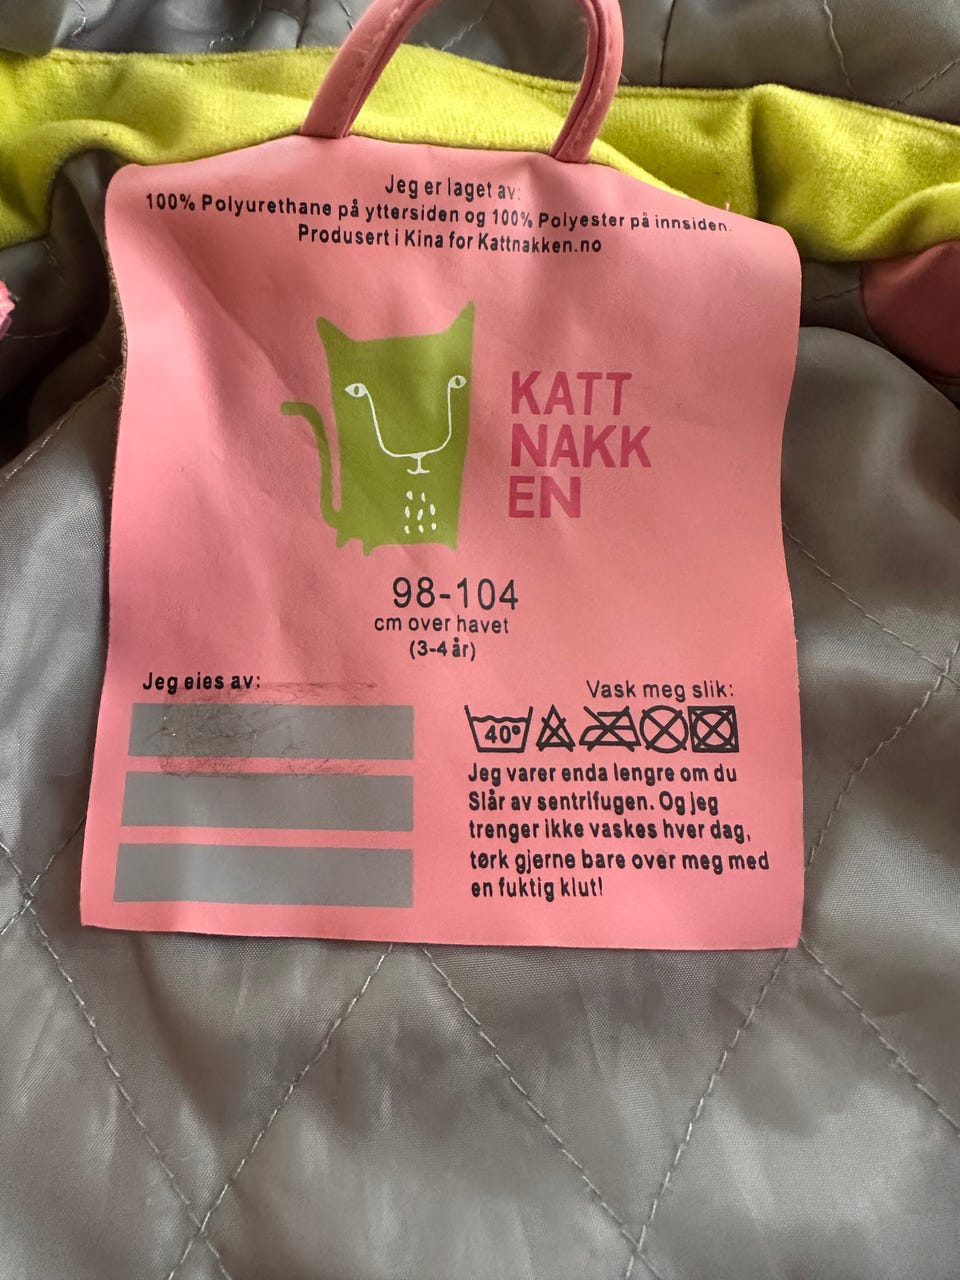 Jeg er laget av:
100% Polyurethane på yttersiden og 100% Polyester på innsiden.
Produsert i Kina for Kattnakken.no
KATT
NAKK
EN
98-104
cm over havet
(3-4 år)
Jeg eies av:
Vask meg slik:
40°
Jeg varer enda lengre om du
Slår av sentrifugen. Og jeg
trenger ikke vaskes hver dag,
tørk gjerne bare over meg med
en fuktig klut!